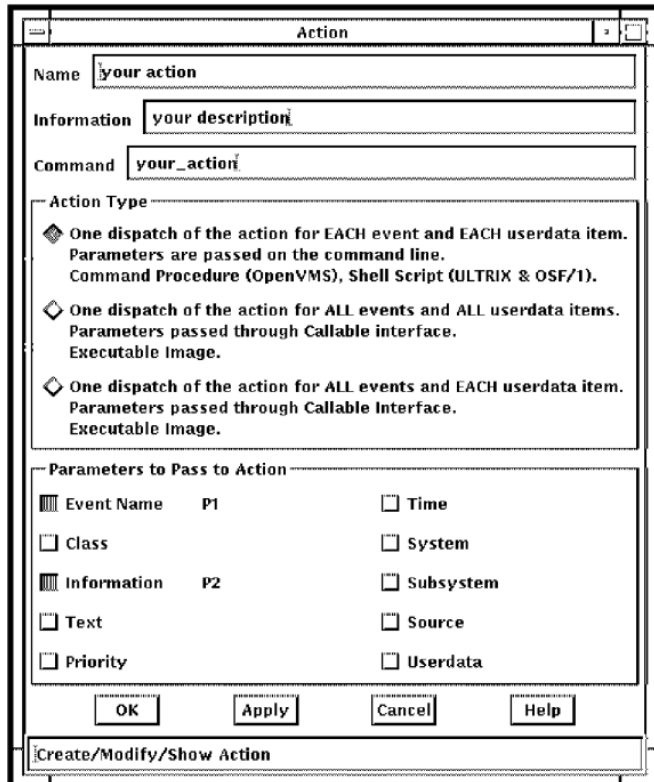 Action
Name your action
Information your description
Command your_action
Action Type
One dispatch of the action for EACH event and EACH userdata item.
Parameters are passed on the command line.
Command Procedure (OpenVMS), Shell Script (ULTRIX & OSF/1).
One dispatch of the action for ALL events and ALL userdata items.
Parameters passed through Callable interface.
Executable Image.
One dispatch of the action for ALL events and EACH userdata item.
Parameters passed through Callable Interface.
Executable Image.
Parameters to Pass to Action
Event Name P1 Time
Class System
Information P2 Subsystem
Text Source
Priority Userdata
OK Apply Cancel Help
Create/Modify/Show Action